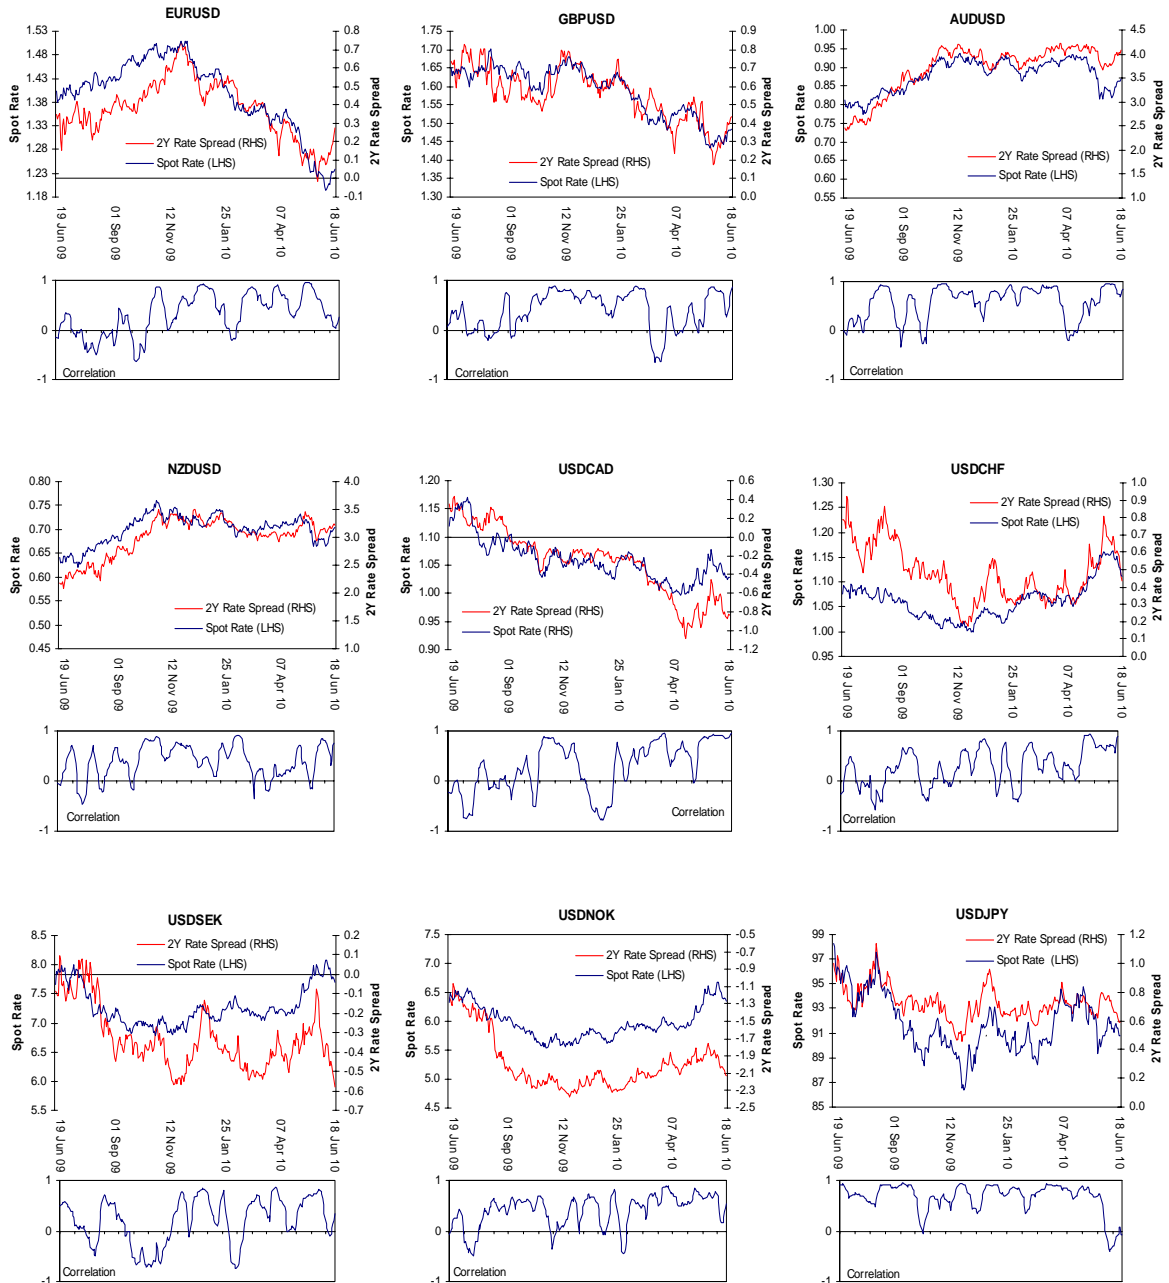 EURUSD
1.53
1.48
1.43
1.38
1.33
1.28
1.23
1.18
Spot Rate
0.8
0.7
0.6
0.5
0.4
0.3
0.2
0.1
0.0
-0.1
2Y Rate Spread
2Y Rate Spread (RHS)
Spot Rate (LHS)
19 Jun 09
01 Sep 09
12 Nov 09
25 Jan 10
07 Apr 10
18 Jun 10
1
0
-1
Correlation
GBPUSD
1.75
1.70
1.65
1.60
1.55
1.50
1.45
1.40
1.35
1.30
Spot Rate
0.9
0.8
0.7
0.6
0.5
0.4
0.3
0.2
0.1
0.0
2Y Rate Spread
2Y Rate Spread (RHS)
Spot Rate (LHS)
19 Jun 09
01 Sep 09
12 Nov 09
25 Jan 10
07 Apr 10
18 Jun 10
1
0
-1
Correlation
AUDUSD
1.00
0.95
0.90
0.85
0.80
0.75
0.70
0.65
0.60
0.55
Spot Rate
4.5
4.0
3.5
3.0
2.5
2.0
1.5
1.0
2Y Rate Spread
2Y Rate Spread (RHS)
Spot Rate (LHS)
19 Jun 09
01 Sep 09
12 Nov 09
25 Jan 10
07 Apr 10
18 Jun 10
1
0
-1
Correlation
NZDUSD
0.80
0.75
0.70
0.65
0.60
0.55
0.50
0.45
Spot Rate
4.0
3.5
3.0
2.5
2.0
1.5
1.0
2Y Rate Spread
2Y Rate Spread (RHS)
Spot Rate (LHS)
19 Jun 09
01 Sep 09
12 Nov 09
25 Jan 10
07 Apr 10
18 Jun 10
1
0
-1
Correlation
USDCAD
1.20
1.15
1.10
1.05
1.00
0.95
0.90
Spot Rate
0.6
0.4
0.2
0.0
-0.2
-0.4
-0.6
-0.8
-1.0
-1.2
2Y Rate Spread
2Y Rate Spread (RHS)
Spot Rate (RHS)
19 Jun 09
01 Sep 09
12 Nov 09
25 Jan 10
07 Apr 10
18 Jun 10
1
0
-1
Correlation
USDCHF
1.30
1.25
1.20
1.15
1.10
1.05
1.00
0.95
Spot Rate
1.0
0.9
0.8
0.7
0.6
0.5
0.4
0.3
0.2
0.1
0.0
2Y Rate Spread
2Y Rate Spread (RHS)
Spot Rate (LHS)
19 Jun 09
01 Sep 09
12 Nov 09
25 Jan 10
07 Apr 10
18 Jun 10
1
0
-1
Correlation
USDSEK
8.5
8.0
7.5
7.0
6.5
6.0
5.5
Spot Rate
0.2
0.1
0.0
-0.1
-0.2
-0.3
-0.4
-0.5
-0.6
-0.7
2Y Rate Spread
2Y Rate Spread (RHS)
Spot Rate (LHS)
19 Jun 09
01 Sep 09
12 Nov 09
25 Jan 10
07 Apr 10
18 Jun 10
1
0
-1
Correlation
USDNOK
7.5
7.0
6.5
6.0
5.5
5.0
4.5
Spot Rate
-0.5
-0.7
-0.9
-1.1
-1.3
-1.5
-1.7
-1.9
-2.1
-2.3
-2.5
2Y Rate Spread
2Y Rate Spread (RHS)
Spot Rate (LHS)
19 Jun 09
01 Sep 09
12 Nov 09
25 Jan 10
07 Apr 10
18 Jun 10
1
0
-1
Correlation
USDJPY
99
97
95
93
91
89
87
85
Spot Rate
1.2
1.0
0.8
0.6
0.4
0.2
0.0
2Y Rate Spread
2Y Rate Spread (RHS)
Spot Rate (LHS)
19 Jun 09
01 Sep 09
12 Nov 09
25 Jan 10
07 Apr 10
18 Jun 10
1
0
-1
Correlation